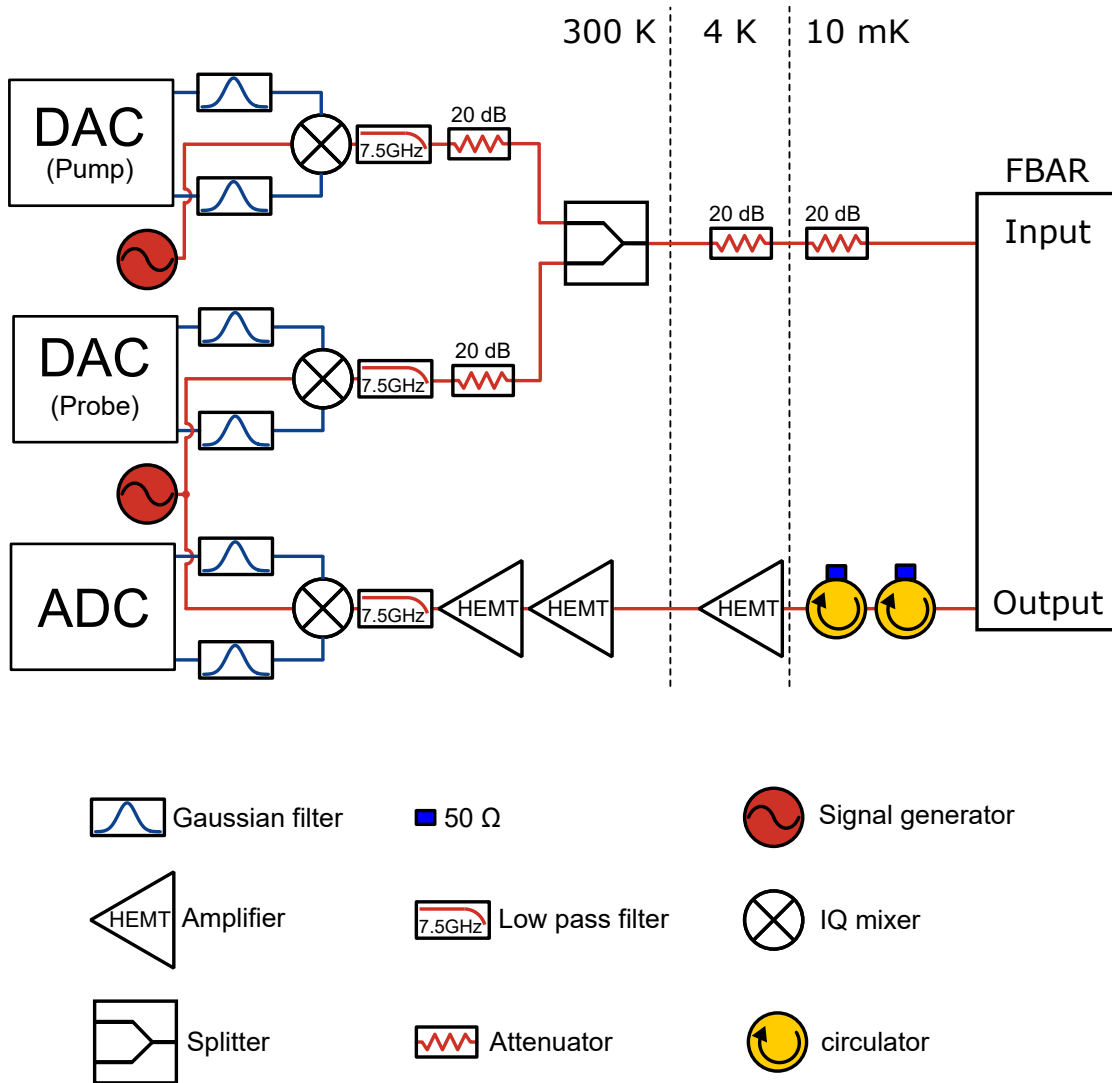 300 K
4 K
10 mK
DAC
(Pump)
7.5GHz
20 dB
20 dB
20 dB
FBAR
Input
DAC
(Probe)
7.5GHz
20 dB
ADC
7.5GHz
HEMT
HEMT
HEMT
Output
Gaussian filter
50 Ω
Signal generator
HEMT
Amplifier
7.5GHz
Low pass filter
IQ mixer
Splitter
Attenuator
circulator